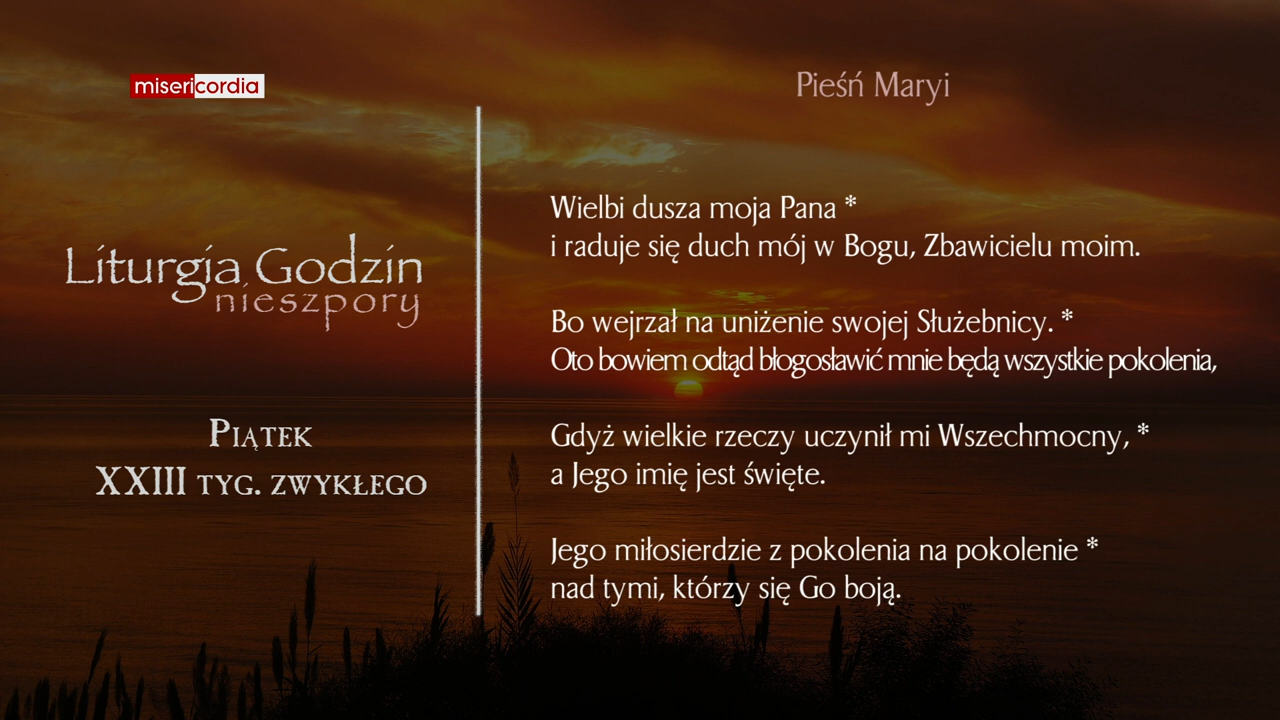 misericordia
Liturgia Godzin
nieszpory
Piątek
XXIII tyg. zwykłego
Pieśń Maryi
Wielbi dusza moja Pana *
i raduje się duch mój w Bogu, Zbawicielu moim.
Bo wejrzał na uniżenie swojej Służebnicy. *
Oto bowiem odtąd błogosławić mnie będą wszystkie pokolenia,
Gdyż wielkie rzeczy uczynił mi Wszechmocny, *
a Jego imię jest święte.
Jego miłosierdzie z pokolenia na pokolenie *
nad tymi, którzy się Go boją.